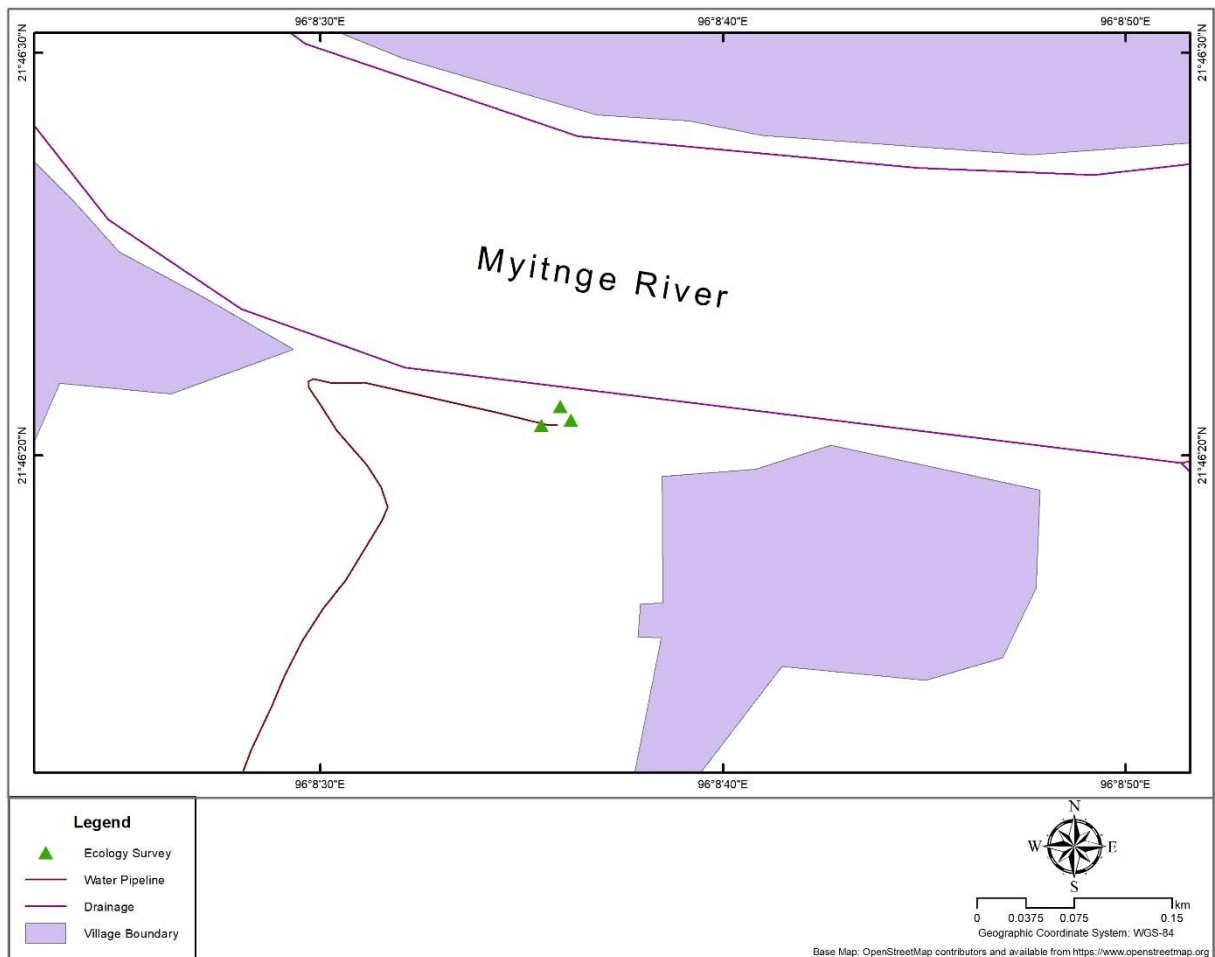 96°8'30"E
96°8'40"E
96°8'50"E
21°46'30"N
21°46'30"N
Myitnge River
21°46'20"N
21°46'20"N
96°8'30"E
96°8'40"E
96°8'50"E
Legend
Ecology Survey
Water Pipeline
Drainage
Village Boundary
N
W
E
S
km
0 0.0375 0.075 0.15
Geographic Coordinate System: WGS-84
Base Map: OpenStreetMap contributors and available from https://www.openstreetmap.org